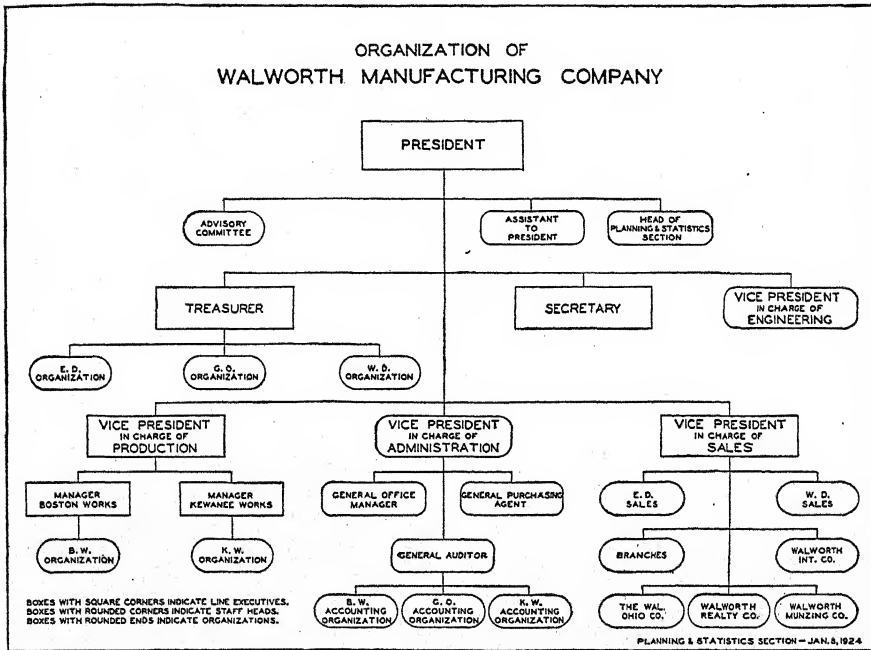 ORGANIZATION OF
WALWORTH MANUFACTURING COMPANY
PRESIDENT
ADVISORY
COMMITTEE
ASSISTANT
TO
PRESIDENT
HEAD OF
PLANNING & STATISTICS
SECTION
TREASURER
SECRETARY
VICE PRESIDENT
IN CHARGE OF
ENGINEERING
E. D.
ORGANIZATION
G. O.
ORGANIZATION
W. D.
ORGANIZATION
VICE PRESIDENT
IN CHARGE OF
PRODUCTION
VICE PRESIDENT
IN CHARGE OF
ADMINISTRATION
VICE PRESIDENT
IN CHARGE OF
SALES
MANAGER
BOSTON WORKS
MANAGER
KEWANEE WORKS
GENERAL OFFICE
MANAGER
GENERAL PURCHASING
AGENT
E. D.
SALES
W. D.
SALES
B. W.
ORGANIZATION
K. W.
ORGANIZATION
GENERAL AUDITOR
BRANCHES
WALWORTH
INT. CO.
B. W.
ACCOUNTING
ORGANIZATION
G. O.
ACCOUNTING
ORGANIZATION
K. W.
ACCOUNTING
ORGANIZATION
THE WAL.
OHIO CO.
WALWORTH
REALTY CO.
WALWORTH
MUNZING CO.
BOXES WITH SQUARE CORNERS INDICATE LINE EXECUTIVES.
BOXES WITH ROUNDED CORNERS INDICATE STAFF HEADS.
BOXES WITH ROUNDED ENDS INDICATE ORGANIZATIONS.
PLANNING & STATISTICS SECTION — JAN. 8, 1924